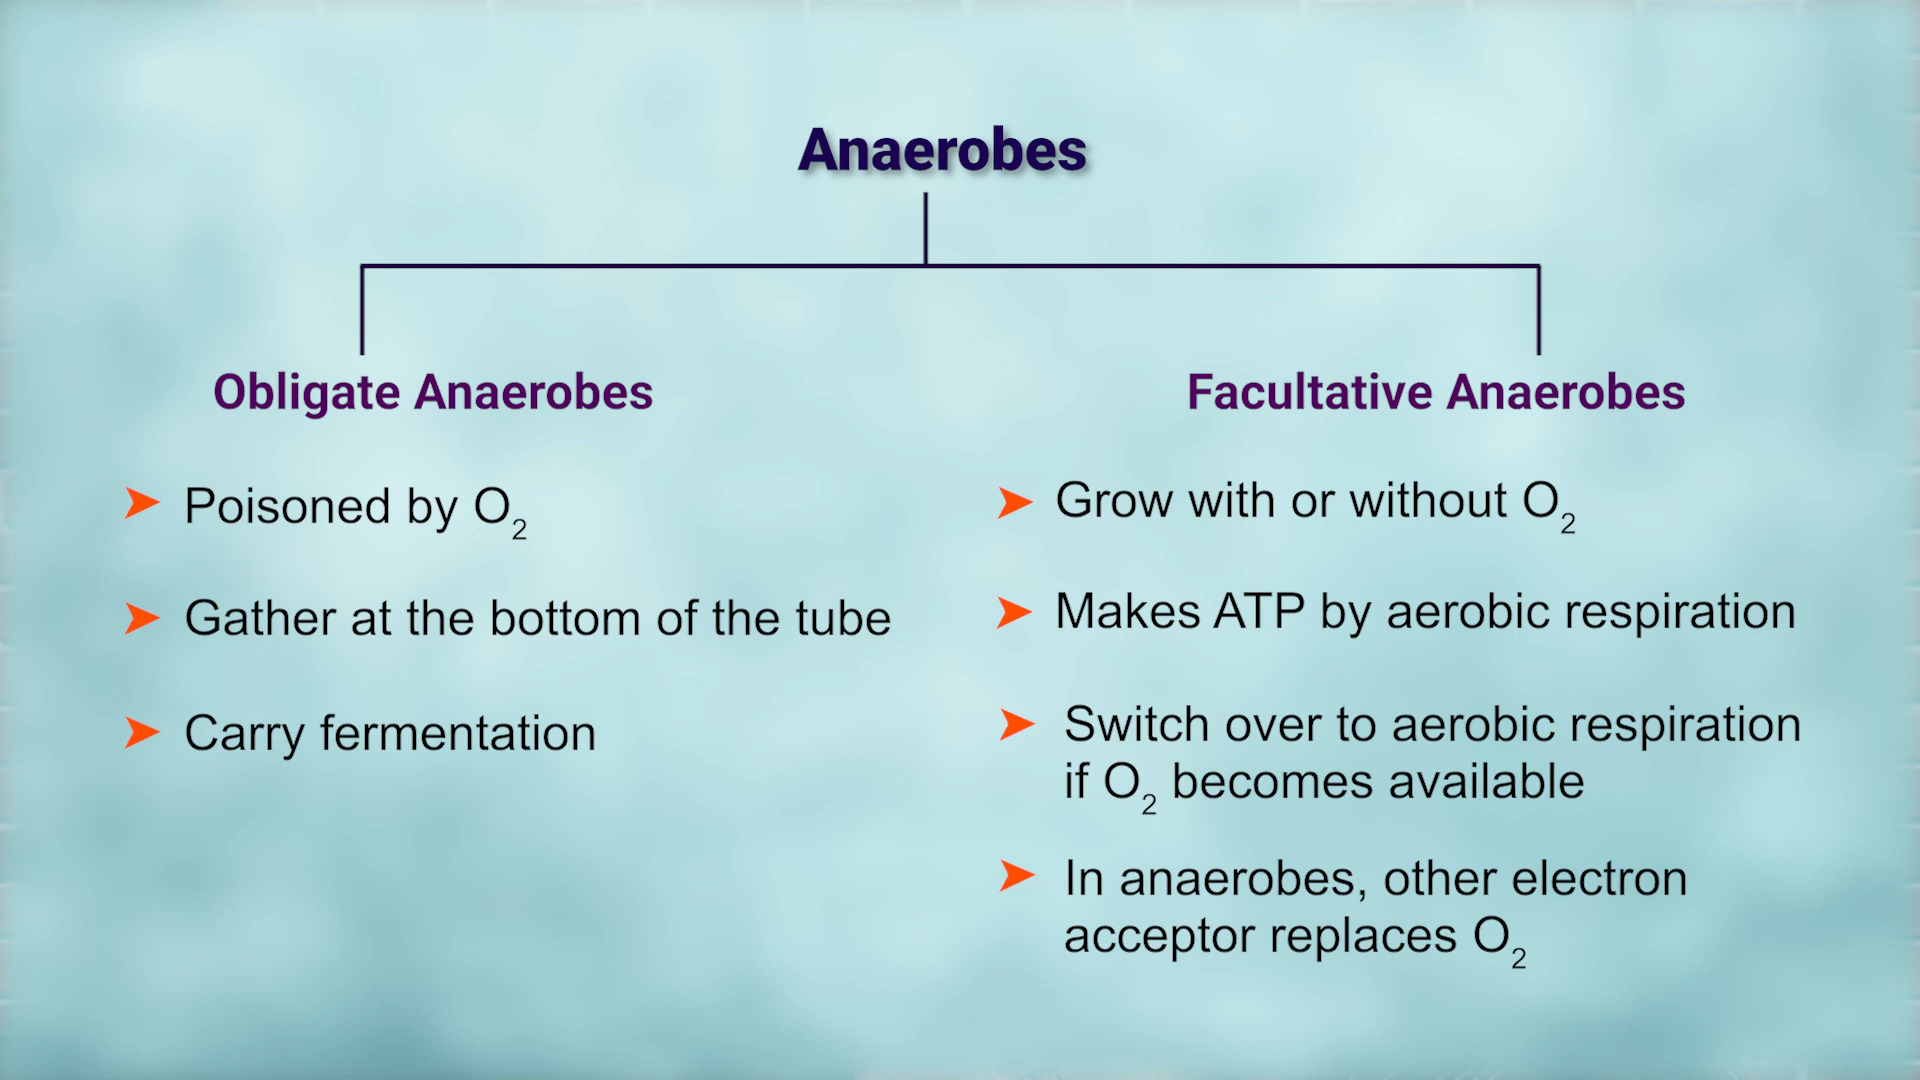 Anaerobes
Obligate Anaerobes
Poisoned by O₂
Gather at the bottom of the tube
Carry fermentation
Facultative Anaerobes
Grow with or without O₂
Makes ATP by aerobic respiration
Switch over to aerobic respiration
if O₂ becomes available
In anaerobes, other electron
acceptor replaces O₂